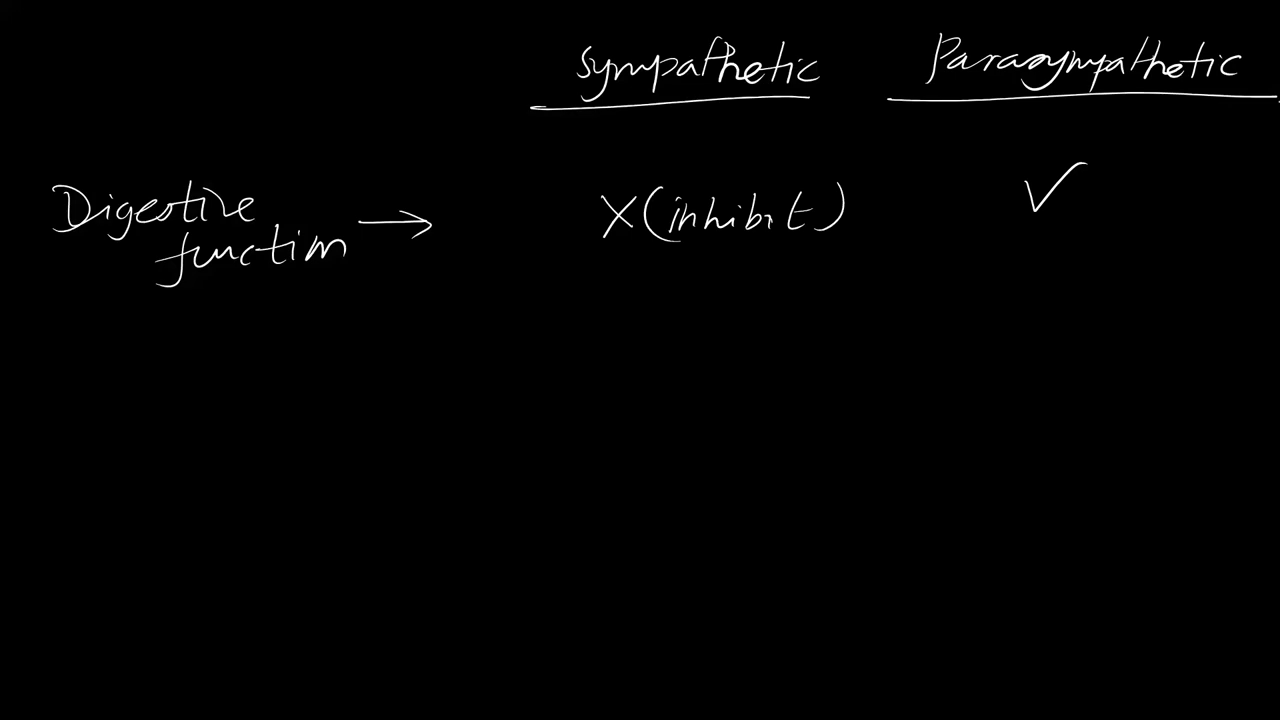 Sympathetic Parasympathetic
Digestive X(inhibit) ✓
function →